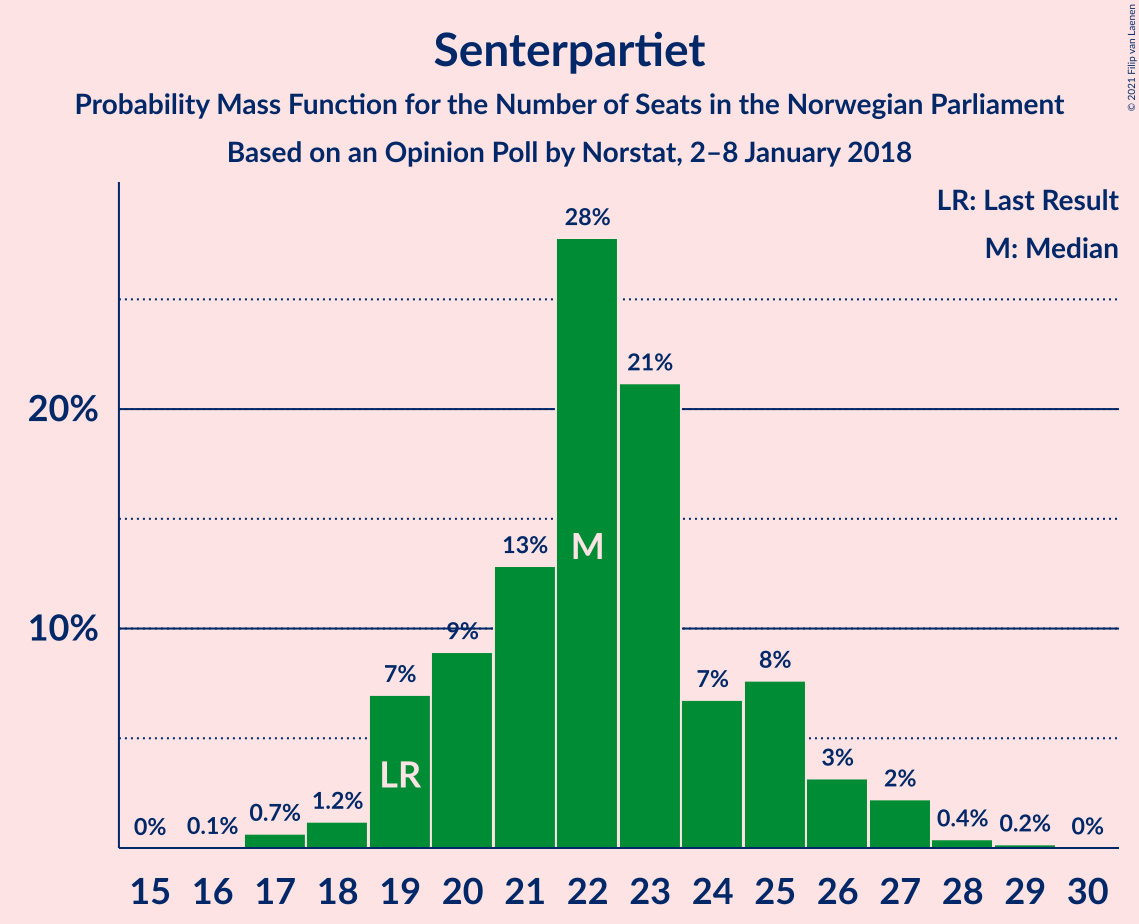 © 2021 Filip van Laenen
Senterpartiet
Probability Mass Function for the Number of Seats in the Norwegian Parliament
Based on an Opinion Poll by Norstat, 2–8 January 2018
LR: Last Result
M: Median
28%
21%
20%
13%
M
10%
9%
8%
7%
7%
LR
3%
2%
1.2%
0.7%
0.4%
0.2%
0%
0.1%
0%
15 16 17 18 19 20 21 22 23 24 25 26 27 28 29 30